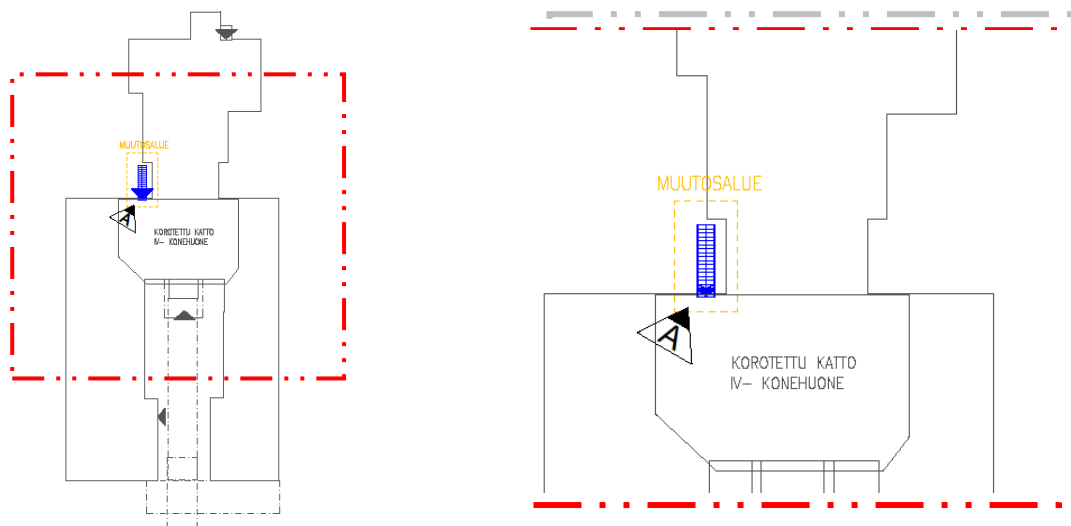 MUUTOSALUE
A
KOROTETTU KATTO
IV- KONEHUONE
MUUTOSALUE
A
KOROTETTU KATTO
IV- KONEHUONE